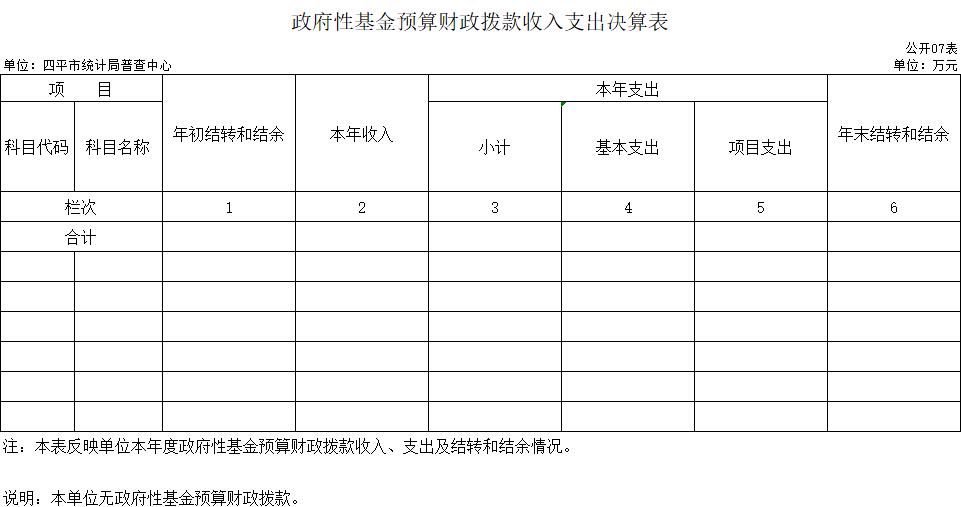 政府性基金预算财政拨款收入支出决算表
公开07表
单位：四平市统计局普查中心 单位：万元
项 目 年初结转和结余 本年收入 本年支出 年末结转和结余
科目代码 科目名称 小计 基本支出 项目支出
栏次 1 2 3 4 5 6
合计
注：本表反映单位本年度政府性基金预算财政拨款收入、支出及结转和结余情况。
说明：本单位无政府性基金预算财政拨款。